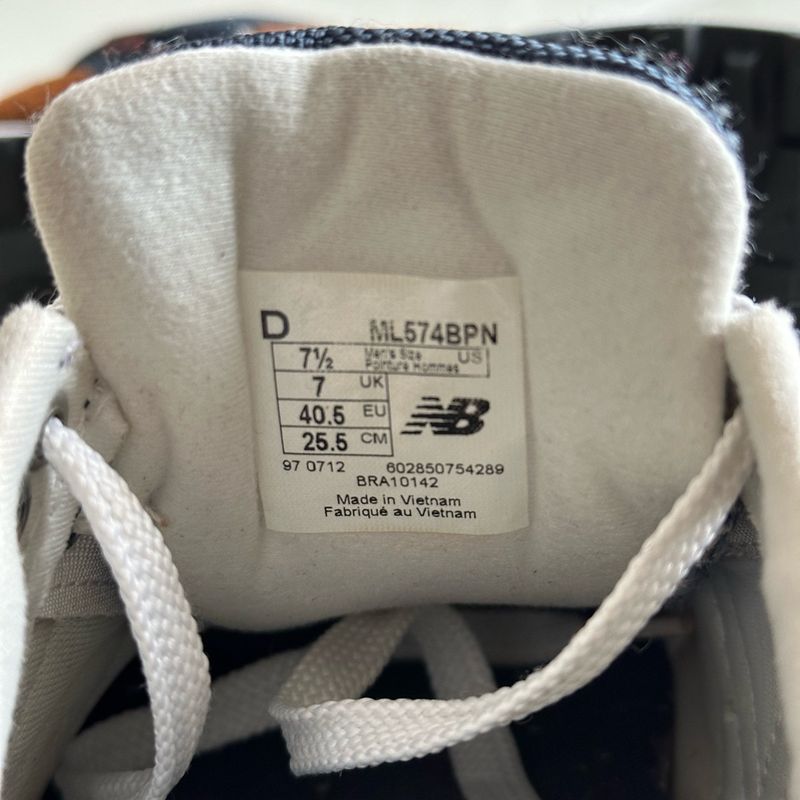 D ML574BPN
7½ Men's Size US
Pointure Hommes
7 UK
40.5 EU
25.5 CM
NB
97 0712 602850754289
BRA10142
Made in Vietnam
Fabriqué au Vietnam